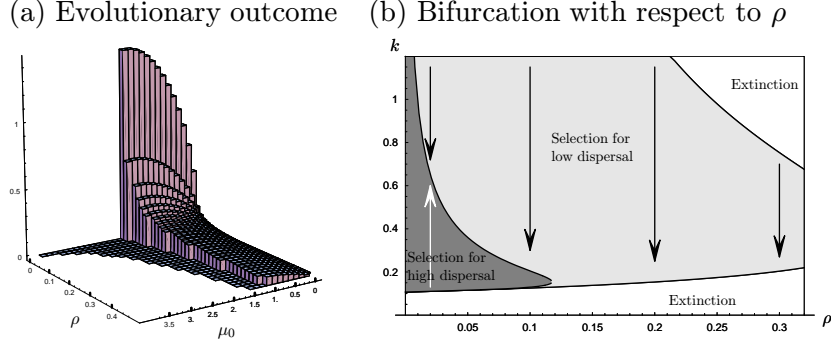 (a) Evolutionary outcome
(b) Bifurcation with respect to ρ
1
0.5
0
0
0.1
0.2
0.3
0.4
ρ
3.5
3.
2.5
2.
1.5
1.
0.5
0
μ0
k
1
0.8
0.6
0.4
0.2
Extinction
Selection for
low dispersal
Selection for
high dispersal
Extinction
0.05
0.1
0.15
0.2
0.25
0.3
ρ